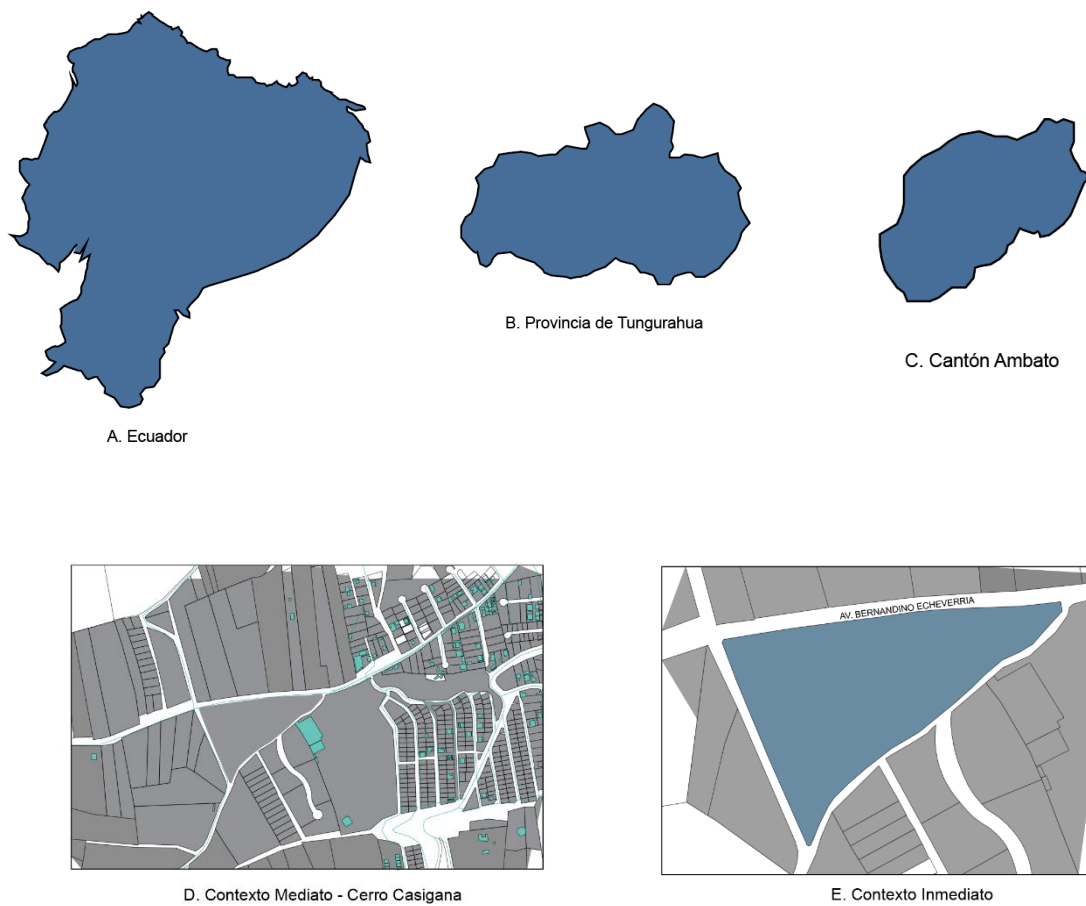 A. Ecuador
B. Provincia de Tungurahua
C. Cantón Ambato
D. Contexto Mediato - Cerro Casigana
AV. BERNANDINO ECHEVERRIA
E. Contexto Inmediato